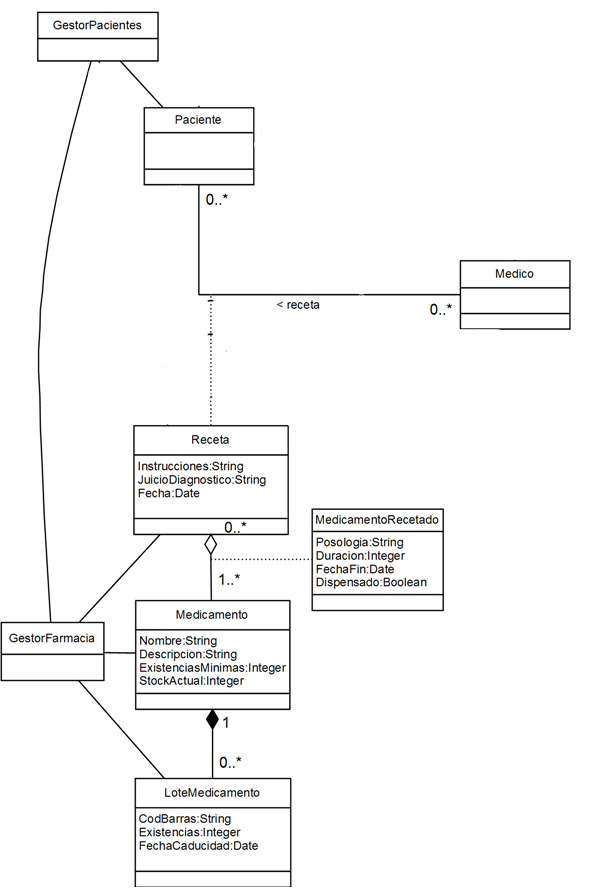 GestorPacientes
Paciente
0..*
Medico
< receta
0..*
Receta
Instrucciones:String
JuicioDiagnostico:String
Fecha:Date
0..*
MedicamentoRecetado
Posologia:String
Duracion:Integer
FechaFin:Date
Dispensado:Boolean
1..*
Medicamento
GestorFarmacia
Nombre:String
Descripcion:String
ExistenciasMinimas:Integer
StockActual:Integer
1
0..*
LoteMedicamento
CodBarras:String
Existencias:Integer
FechaCaducidad:Date